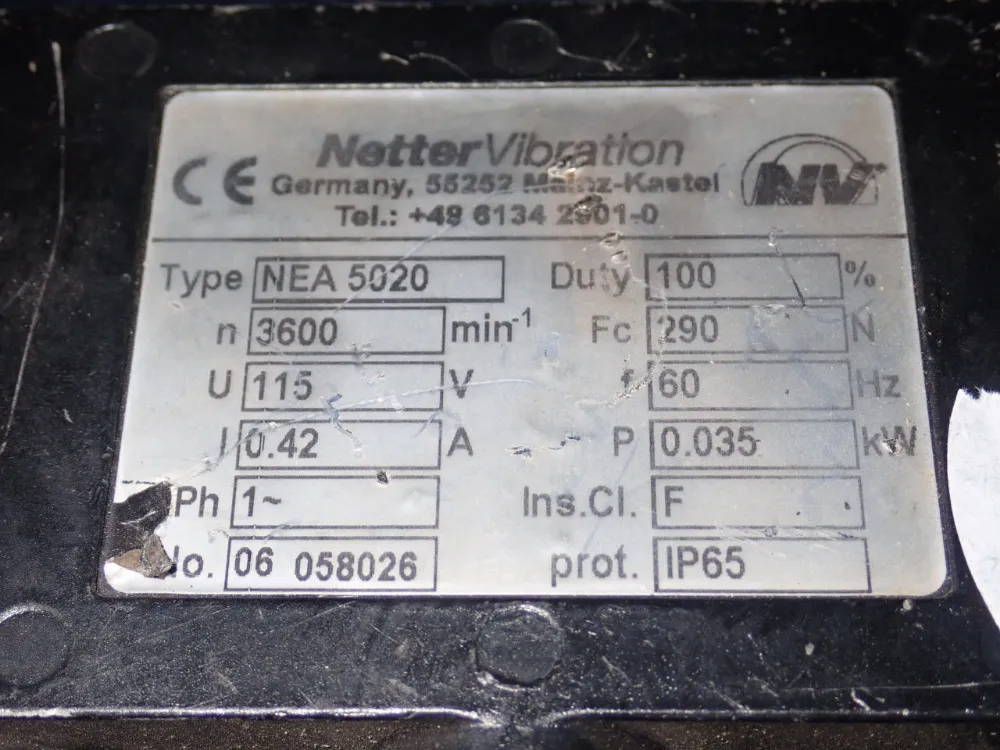 NetterVibration
CE Germany, 55252 Mainz-Kastel NV
Tel.: +49 6134 2901-0
Type NEA 5020 Duty 100 %
n 3600 min-1 Fc 290 N
U 115 V f 60 Hz
I 0.42 A P 0.035 kW
Ph 1~ Ins.Cl. F
No. 06 058026 prot. IP65